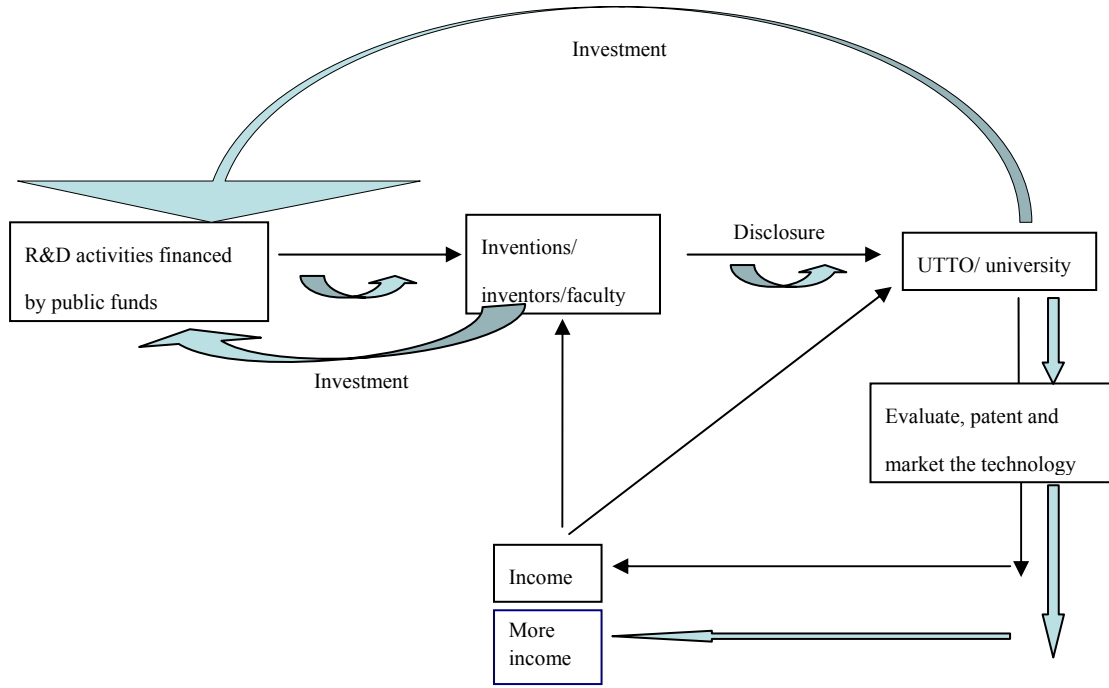 Investment
R&D activities financed
by public funds
Inventions/
inventors/faculty
Disclosure
UTTO/ university
Investment
Evaluate, patent and
market the technology
Income
More
income